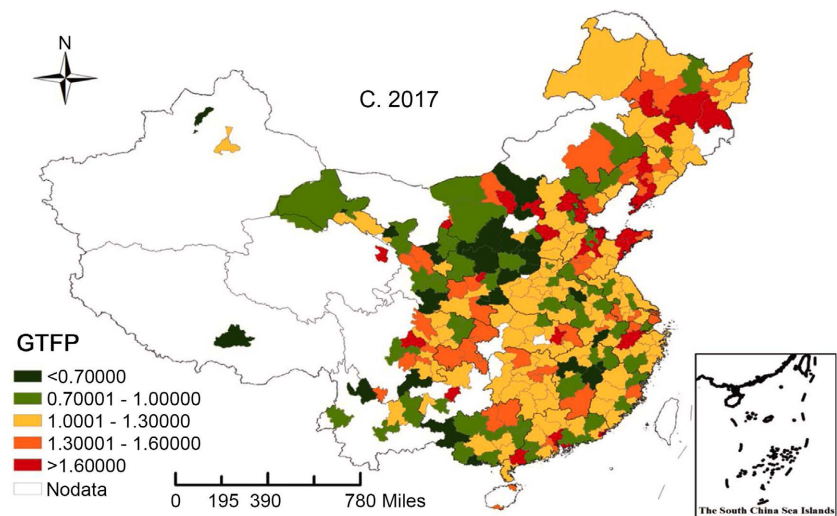 N
C. 2017
GTFP
<0.70000
0.70001 - 1.00000
1.0001 - 1.30000
1.30001 - 1.60000
>1.60000
Nodata
0 195 390 780 Miles
The South China Sea Islands